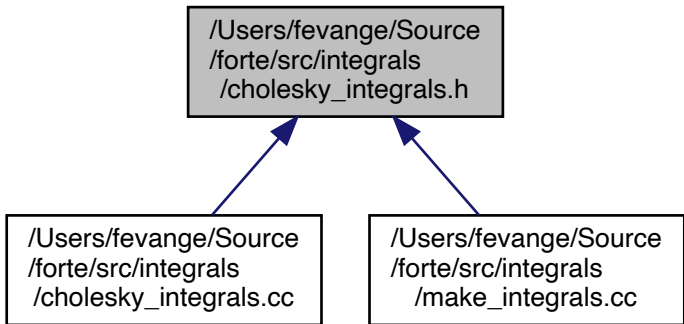 /Users/fevange/Source
/forte/src/integrals
/cholesky_integrals.h
/Users/fevange/Source
/forte/src/integrals
/cholesky_integrals.cc
/Users/fevange/Source
/forte/src/integrals
/make_integrals.cc